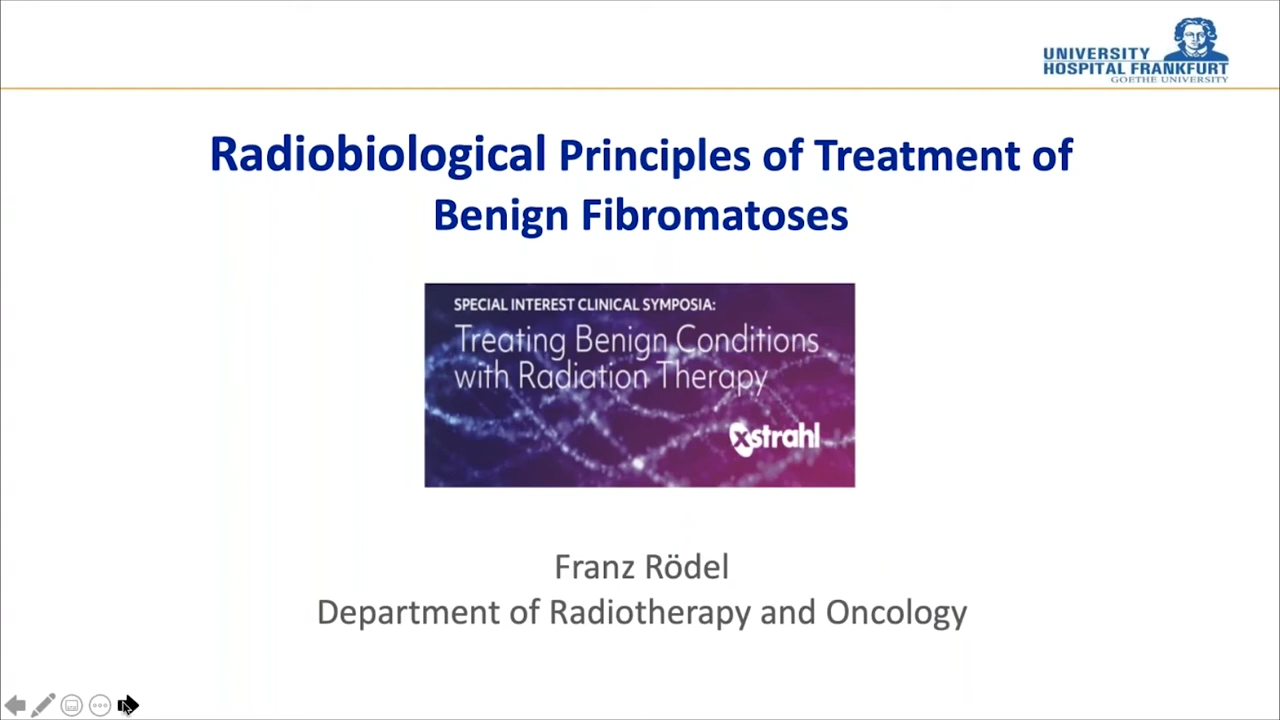 UNIVERSITY
HOSPITAL FRANKFURT
GOETHE UNIVERSITY
Radiobiological Principles of Treatment of
Benign Fibromatoses
SPECIAL INTEREST CLINICAL SYMPOSIA:
Treating Benign Conditions
with Radiation Therapy
xstrahl
Franz Rödel
Department of Radiotherapy and Oncology